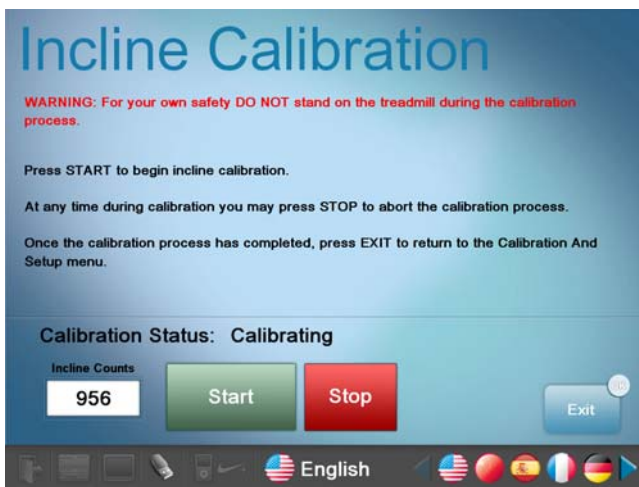 Incline Calibration
WARNING: For your own safety DO NOT stand on the treadmill during the calibration
process.
Press START to begin incline calibration.
At any time during calibration you may press STOP to abort the calibration process.
Once the calibration process has completed, press EXIT to return to the Calibration And
Setup menu.
Calibration Status: Calibrating
Incline Counts
956
Start
Stop
Exit
English